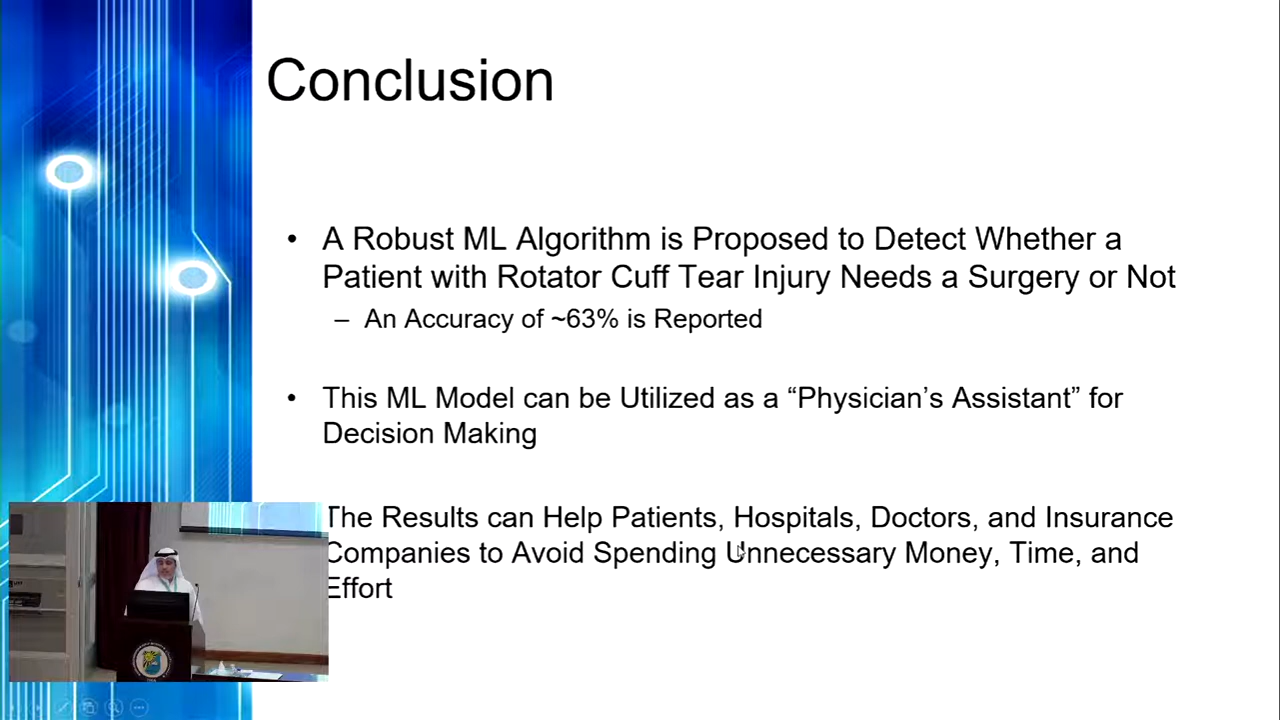 Conclusion
• A Robust ML Algorithm is Proposed to Detect Whether a
Patient with Rotator Cuff Tear Injury Needs a Surgery or Not
– An Accuracy of ~63% is Reported
• This ML Model can be Utilized as a “Physician’s Assistant” for
Decision Making
The Results can Help Patients, Hospitals, Doctors, and Insurance
Companies to Avoid Spending Unnecessary Money, Time, and
Effort